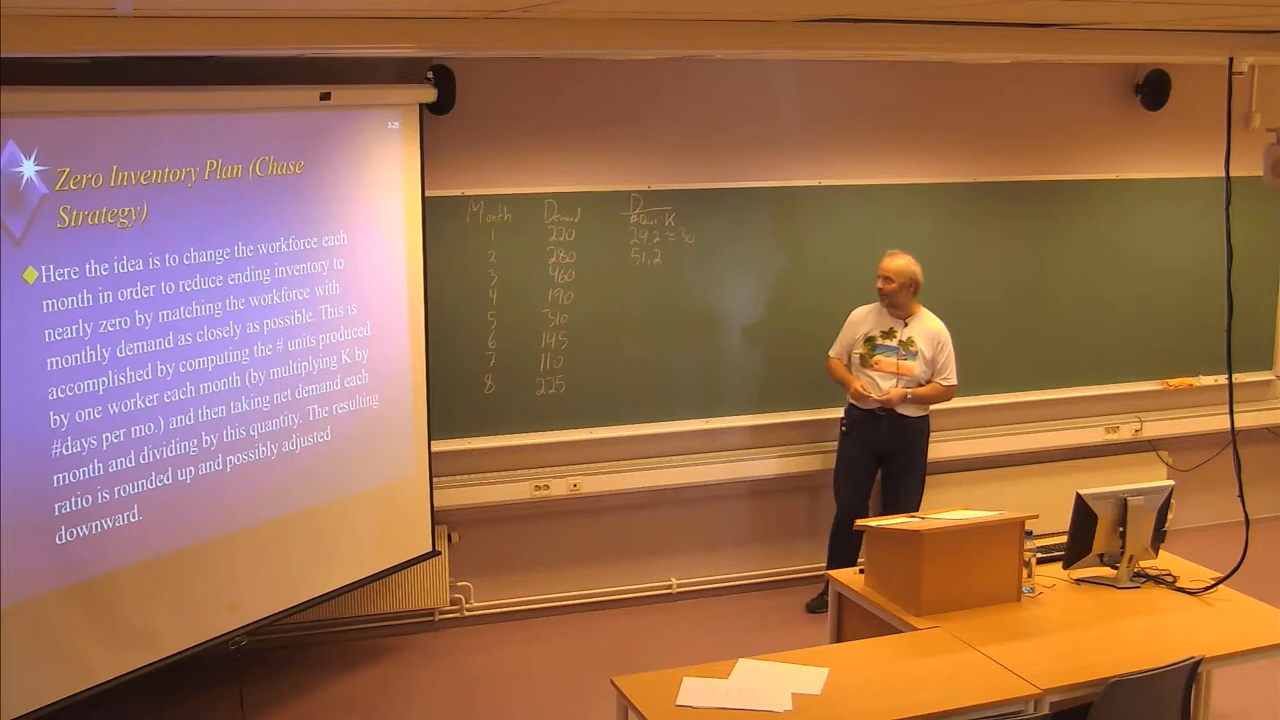 3-25
Zero Inventory Plan (Chase
Strategy)
Here the idea is to change the workforce each
month in order to reduce ending inventory to
nearly zero by matching the workforce with
monthly demand as closely as possible. This is
accomplished by computing the # units produced
by one worker each month (by multiplying K by
#days per mo.) and then taking net demand each
month and dividing by this quantity. The resulting
ratio is rounded up and possibly adjusted
downward.
Month Demand D
K
1 220 29,2 ≈ 30
2 280 51,2
3 460
4 190
5 310
6 145
7 110
8 225